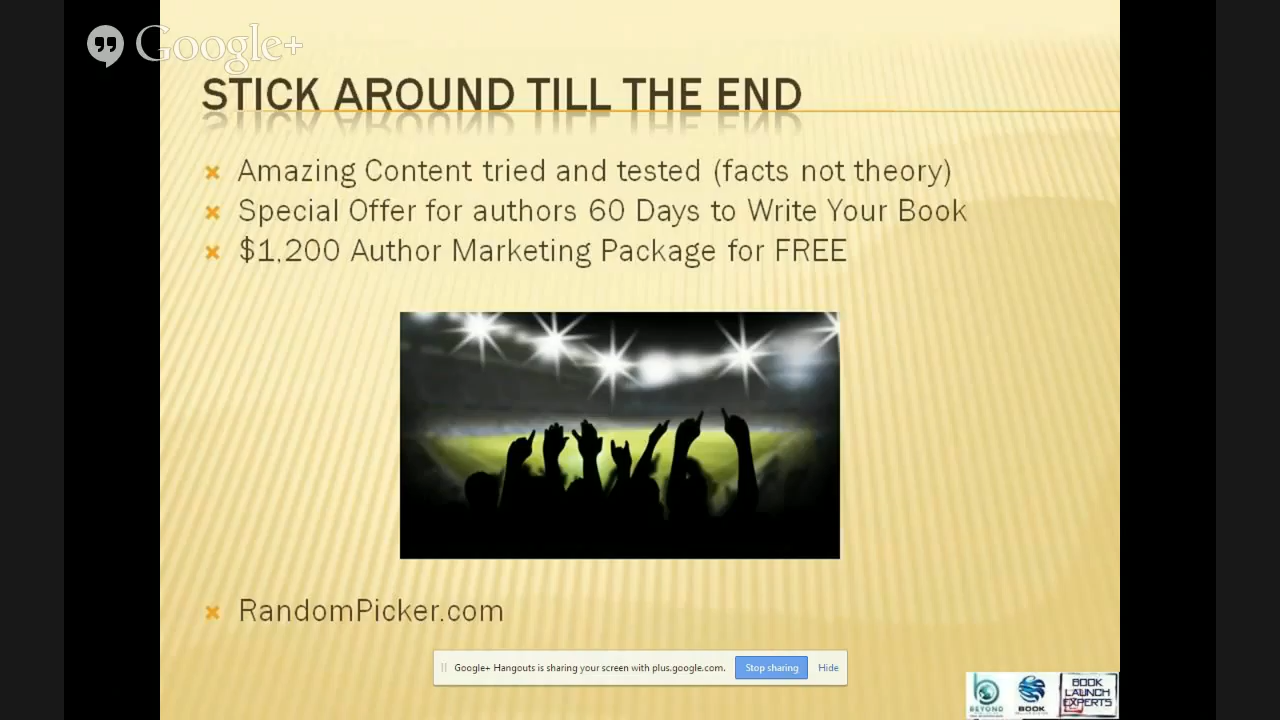 Google+
STICK AROUND TILL THE END
Amazing Content tried and tested (facts not theory)
Special Offer for authors 60 Days to Write Your Book
$1,200 Author Marketing Package for FREE
RandomPicker.com
Google+ Hangouts is sharing your screen with plus.google.com. Stop sharing Hide
BEYOND
BOOK
BOOK
LAUNCH
EXPERTS